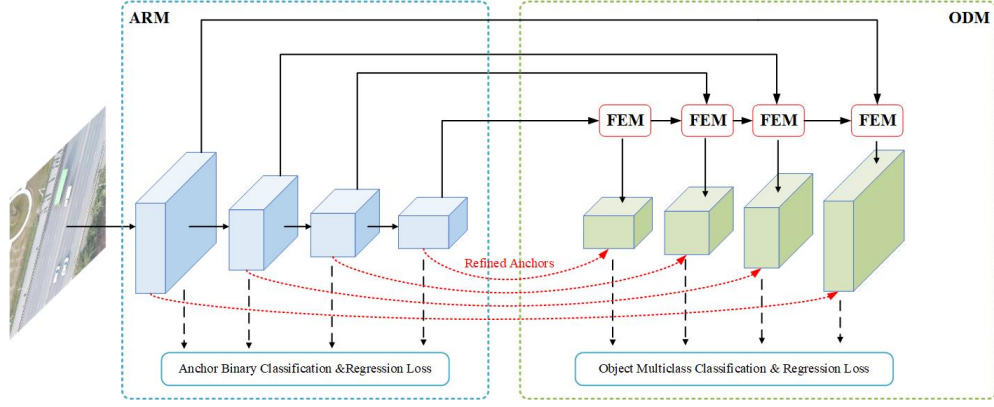 ARM
ODM
FEM FEM FEM FEM
Refined Anchors
Anchor Binary Classification &Regression Loss
Object Multiclass Classification & Regression Loss